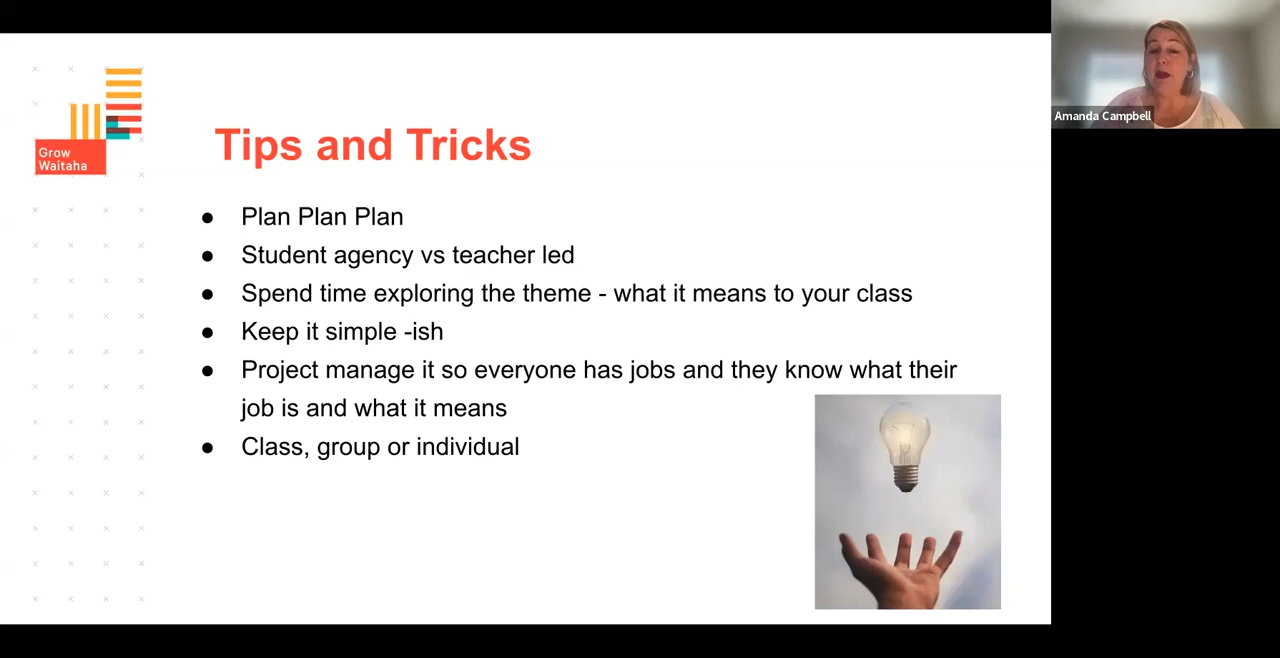 Amanda Campbell
Grow
Waitaha
Tips and Tricks
● Plan Plan Plan
● Student agency vs teacher led
● Spend time exploring the theme - what it means to your class
● Keep it simple -ish
● Project manage it so everyone has jobs and they know what their
job is and what it means
● Class, group or individual